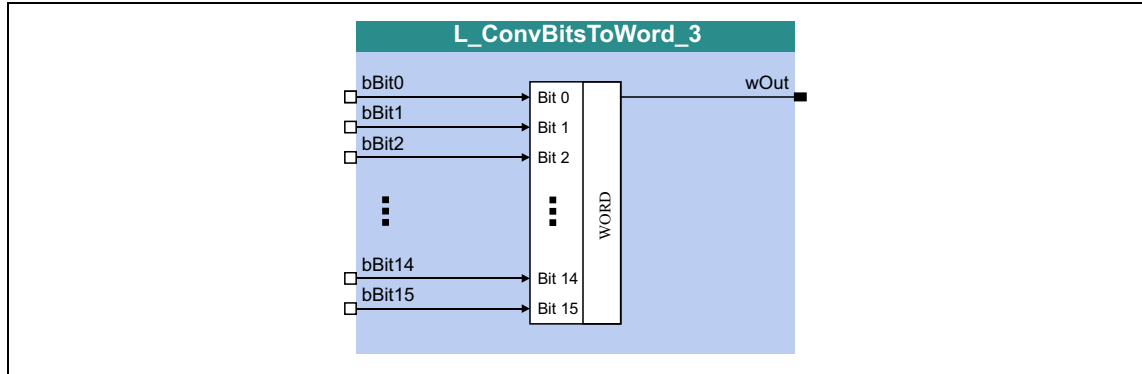 L_ConvBitsToWord_3
bBit0
Bit 0
wOut
bBit1
Bit 1
bBit2
Bit 2
WORD
bBit14
Bit 14
bBit15
Bit 15